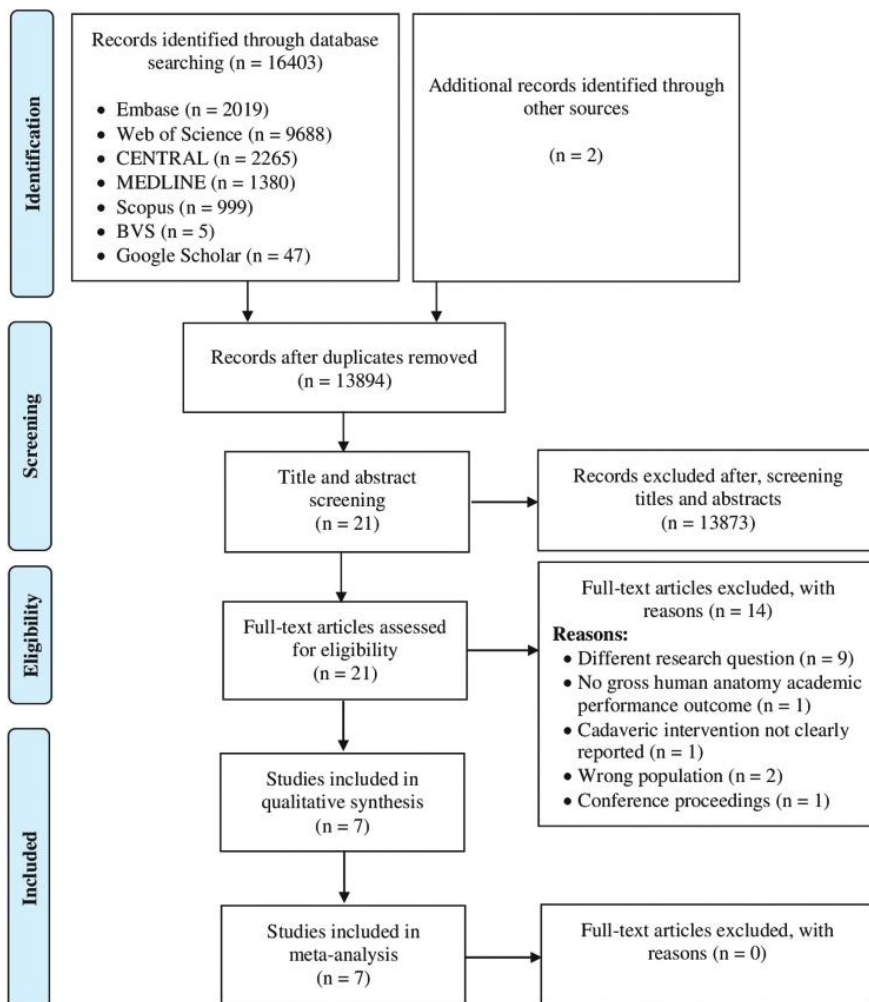 Identification
Records identified through database
searching (n = 16403)
• Embase (n = 2019)
• Web of Science (n = 9688)
• CENTRAL (n = 2265)
• MEDLINE (n = 1380)
• Scopus (n = 999)
• BVS (n = 5)
• Google Scholar (n = 47)
Additional records identified through
other sources
(n = 2)
Screening
Records after duplicates removed
(n = 13894)
Title and abstract
screening
(n = 21)
Records excluded after, screening
titles and abstracts
(n = 13873)
Eligibility
Full-text articles assessed
for eligibility
(n = 21)
Full-text articles excluded, with
reasons (n = 14)
Reasons:
• Different research question (n = 9)
• No gross human anatomy academic
performance outcome (n = 1)
• Cadaveric intervention not clearly
reported (n = 1)
• Wrong population (n = 2)
• Conference proceedings (n = 1)
Included
Studies included in
qualitative synthesis
(n = 7)
Studies included in
meta-analysis
(n = 7)
Full-text articles excluded, with
reasons (n = 0)